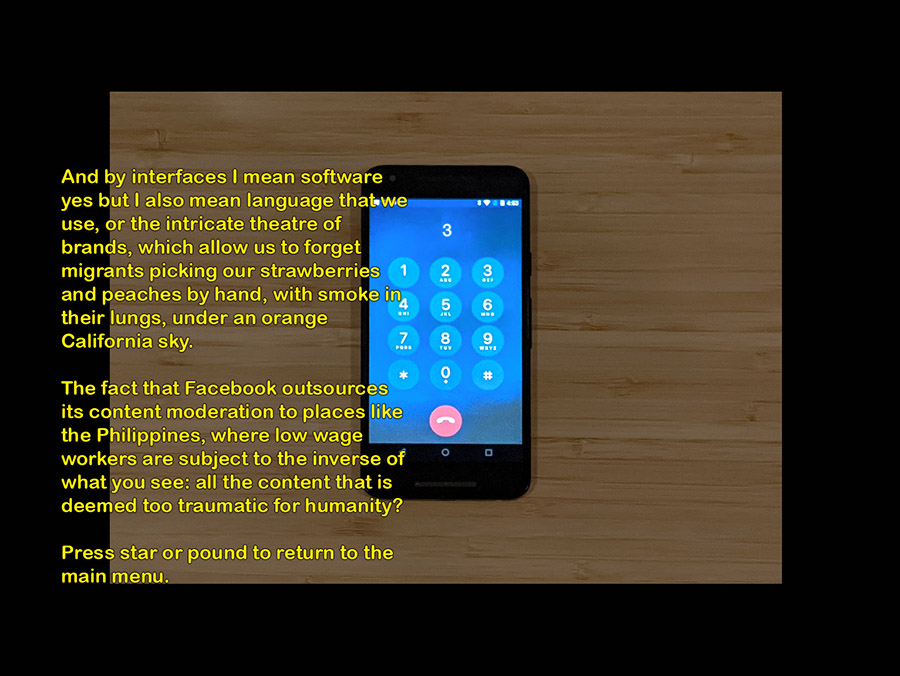 And by interfaces I mean software
yes but I also mean language that we
use, or the intricate theatre of
brands, which allow us to forget
migrants picking our strawberries
and peaches by hand, with smoke in
their lungs, under an orange
California sky.
The fact that Facebook outsources
its content moderation to places like
the Philippines, where low wage
workers are subject to the inverse of
what you see: all the content that is
deemed too traumatic for humanity?
Press star or pound to return to the
main menu.
4:53
3
1 2 3
ABC DEF
4 5 6
GHI JKL MNO
7 8 9
PQRS TUV WXYZ
* 0 #
+